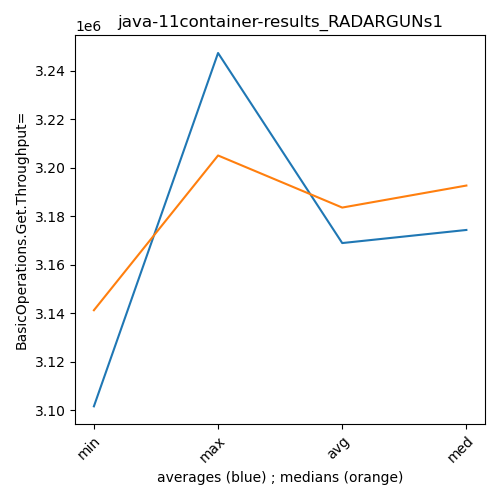 java-11container-results_RADARGUNs1
1e6
3.24
3.22
3.20
3.18
3.16
3.14
3.12
3.10
BasicOperations.Get.Throughput=
min
max
avg
med
averages (blue) ; medians (orange)